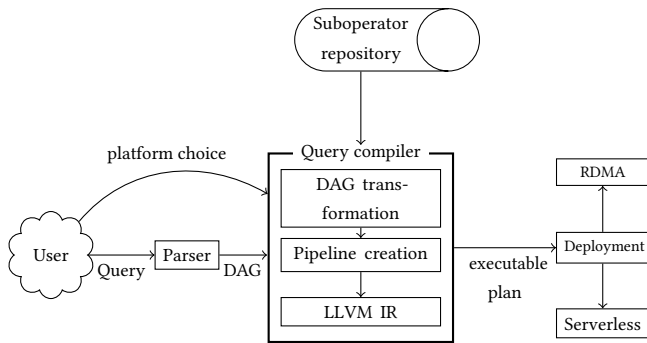 Suboperator
repository
platform choice
Query compiler
DAG trans-
formation
Pipeline creation
LLVM IR
User
Query
Parser
DAG
executable
plan
RDMA
Deployment
Serverless